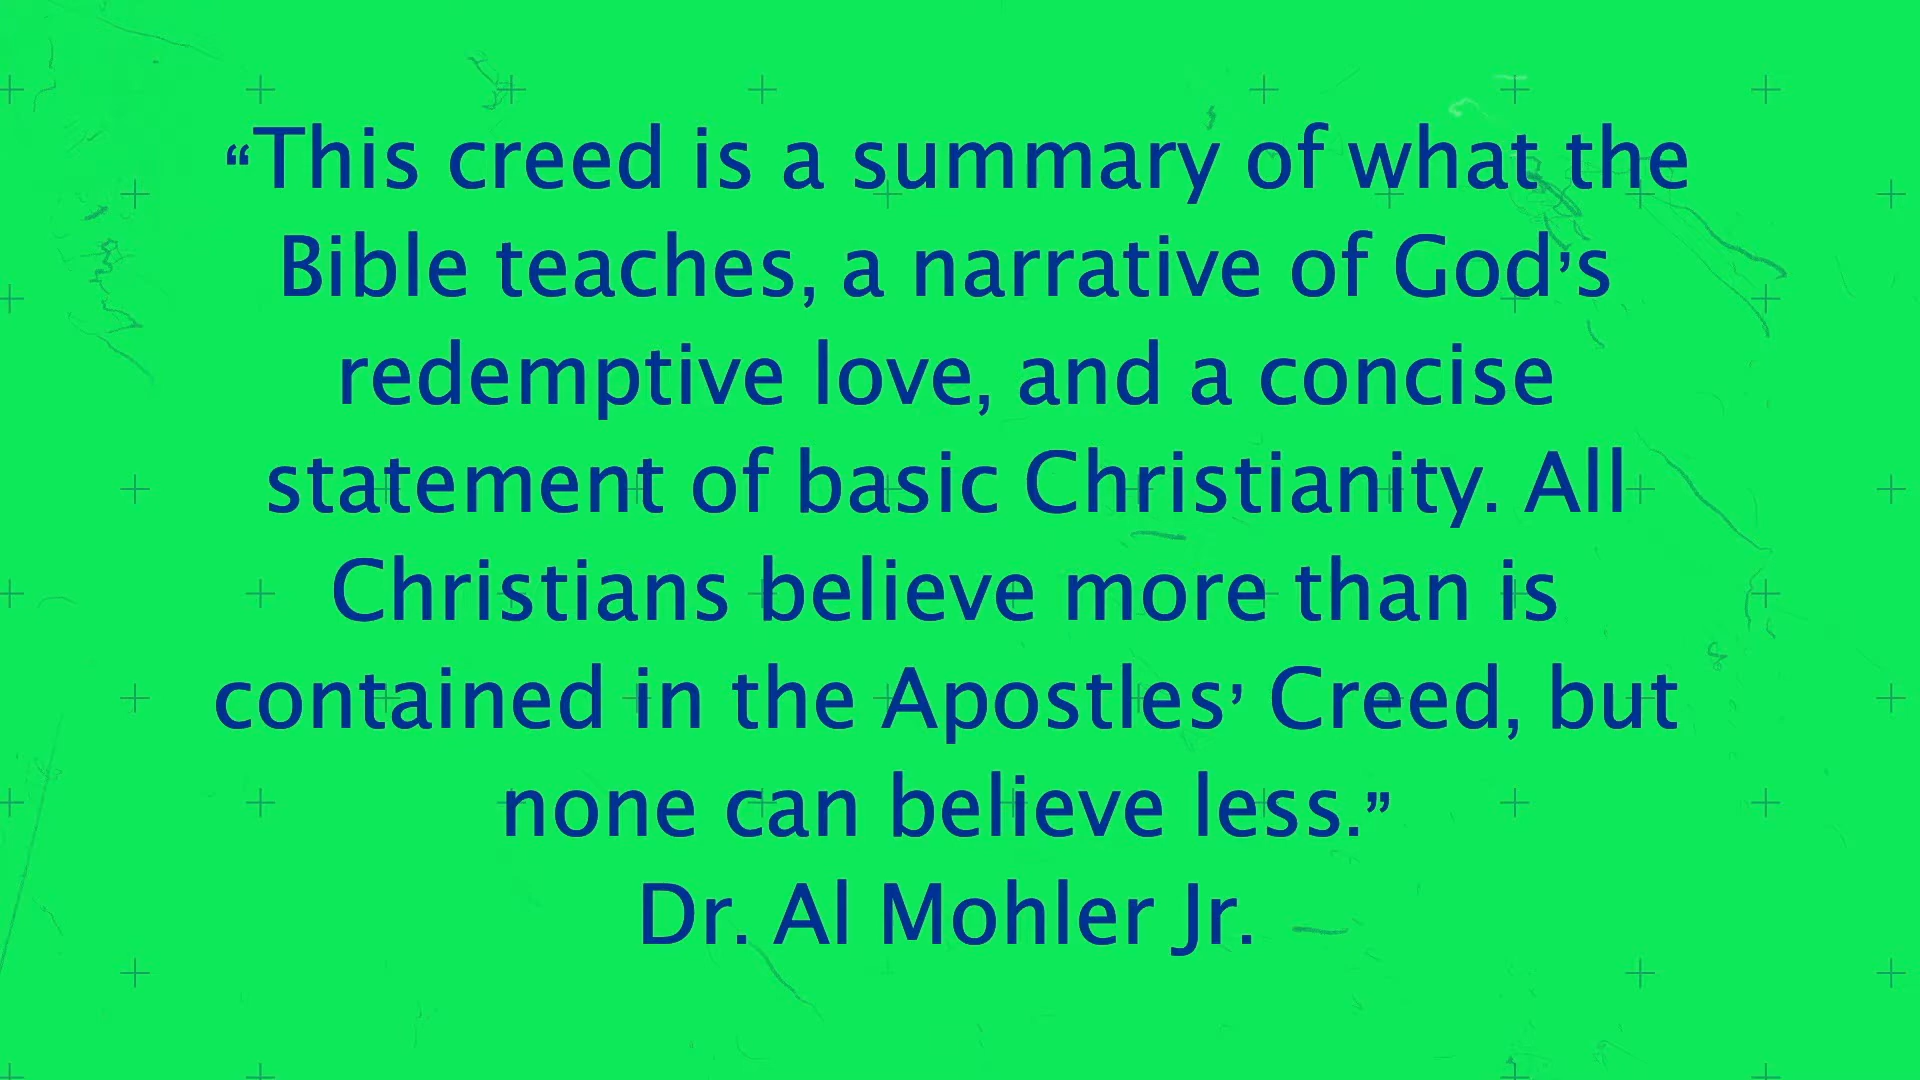 “This creed is a summary of what the
Bible teaches, a narrative of God’s
redemptive love, and a concise
statement of basic Christianity. All
Christians believe more than is
contained in the Apostles’ Creed, but
none can believe less.”
Dr. Al Mohler Jr.